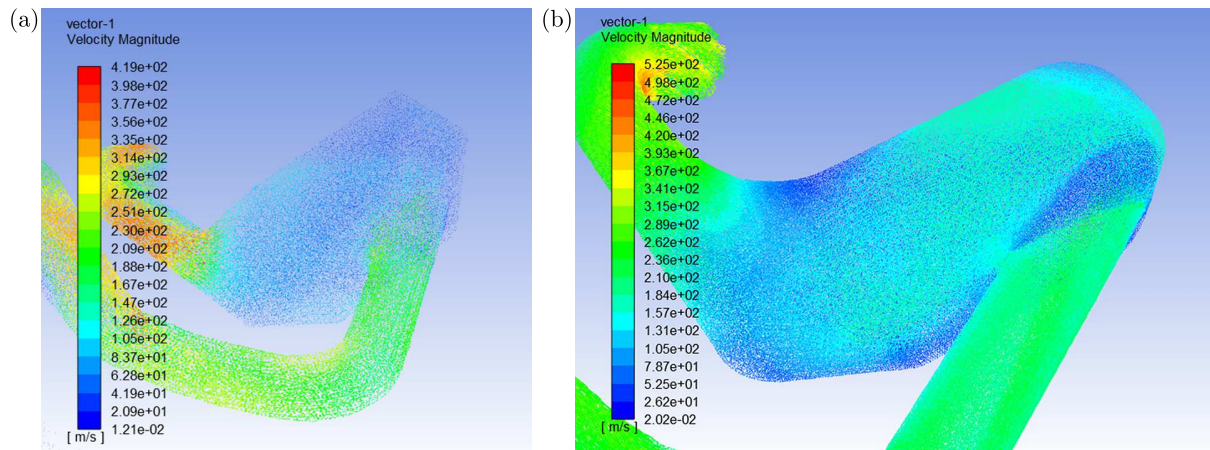 (a)
vector-1
Velocity Magnitude
4.19e+02
3.98e+02
3.77e+02
3.56e+02
3.35e+02
3.14e+02
2.93e+02
2.72e+02
2.51e+02
2.30e+02
2.09e+02
1.88e+02
1.67e+02
1.47e+02
1.26e+02
1.05e+02
8.37e+01
6.28e+01
4.19e+01
2.09e+01
1.21e-02
[ m/s ]
(b)
vector-1
Velocity Magnitude
5.25e+02
4.98e+02
4.72e+02
4.46e+02
4.20e+02
3.93e+02
3.67e+02
3.41e+02
3.15e+02
2.89e+02
2.62e+02
2.36e+02
2.10e+02
1.84e+02
1.57e+02
1.31e+02
1.05e+02
7.87e+01
5.25e+01
2.62e+01
2.02e-02
[ m/s ]